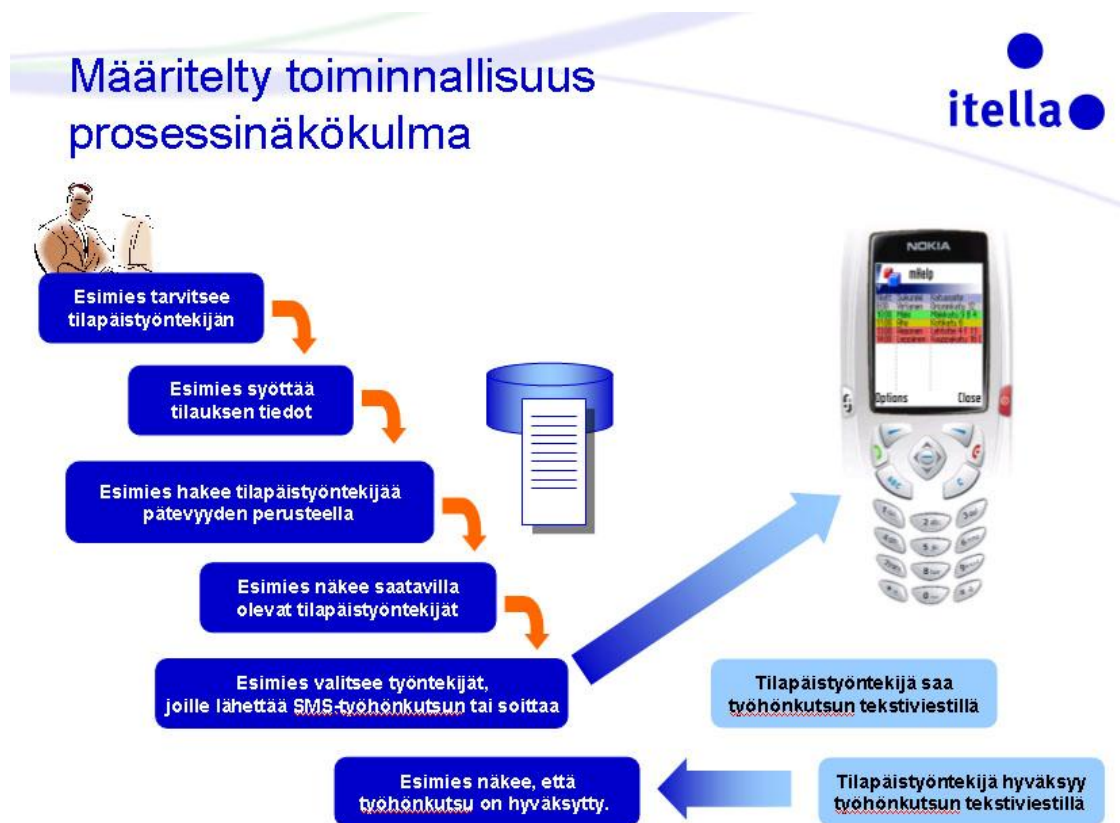 Määritelty toiminnallisuus
prosessinäkökulma
itella
Esimies tarvitsee
tilapäistyöntekijän
Esimies syöttää
tilauksen tiedot
Esimies hakee tilapäistyöntekijää
pätevyyden perusteella
Esimies näkee saatavilla
olevat tilapäistyöntekijät
Esimies valitsee työntekijät,
joille lähettää SMS-työhönkutsun tai soittaa
NOKIA
mHelp
Options Close
ABC C
Tilapäistyöntekijä saa
työhönkutsun tekstiviestillä
Tilapäistyöntekijä hyväksyy
työhönkutsun tekstiviestillä
Esimies näkee, että
työhönkutsu on hyväksytty.